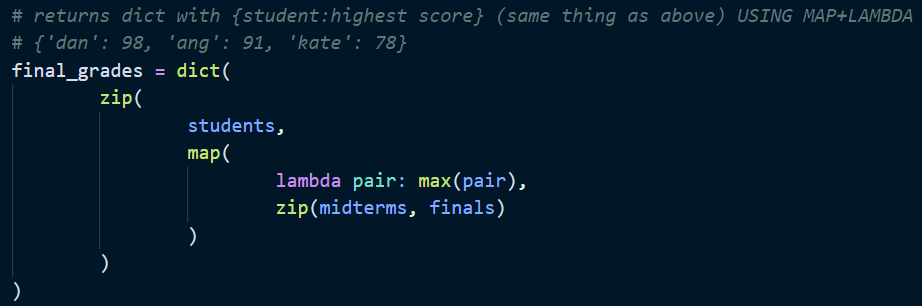 # returns dict with {student:highest score} (same thing as above) USING MAP+LAMBDA
# {'dan': 98, 'ang': 91, 'kate': 78}
final_grades = dict(
        zip(
                students,
                map(
                        lambda pair: max(pair),
                        zip(midterms, finals)
                )
        )
)